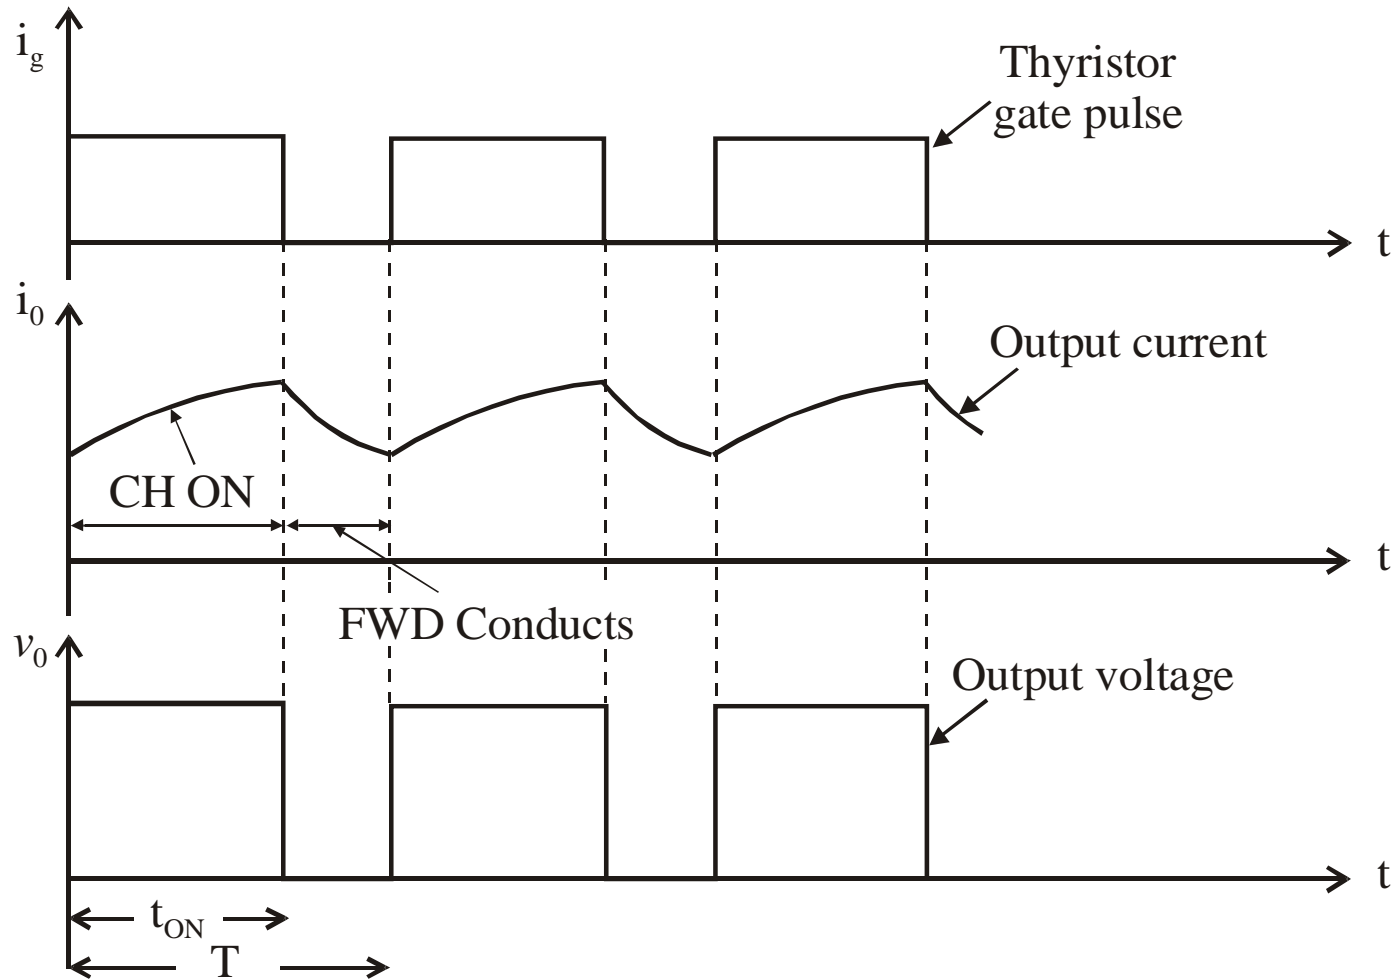 i_g
Thyristor
gate pulse
t
i_0
Output current
CH ON
t
FWD Conducts
v_0
Output voltage
t
t_ON
T